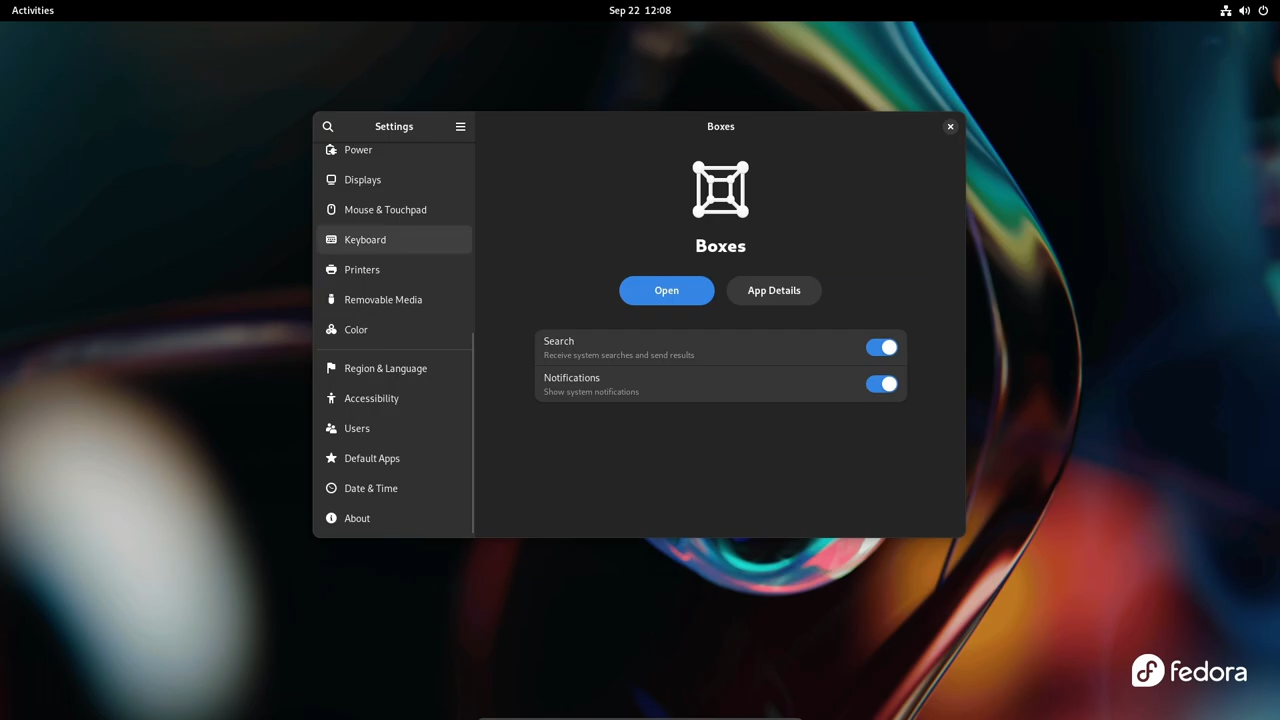 Activities
Sep 22 12:08
Settings
Power
Displays
Mouse & Touchpad
Keyboard
Printers
Removable Media
Color
Region & Language
Accessibility
Users
Default Apps
Date & Time
About
Boxes
Boxes
Open
App Details
Search
Receive system searches and send results
Notifications
Show system notifications
fedora